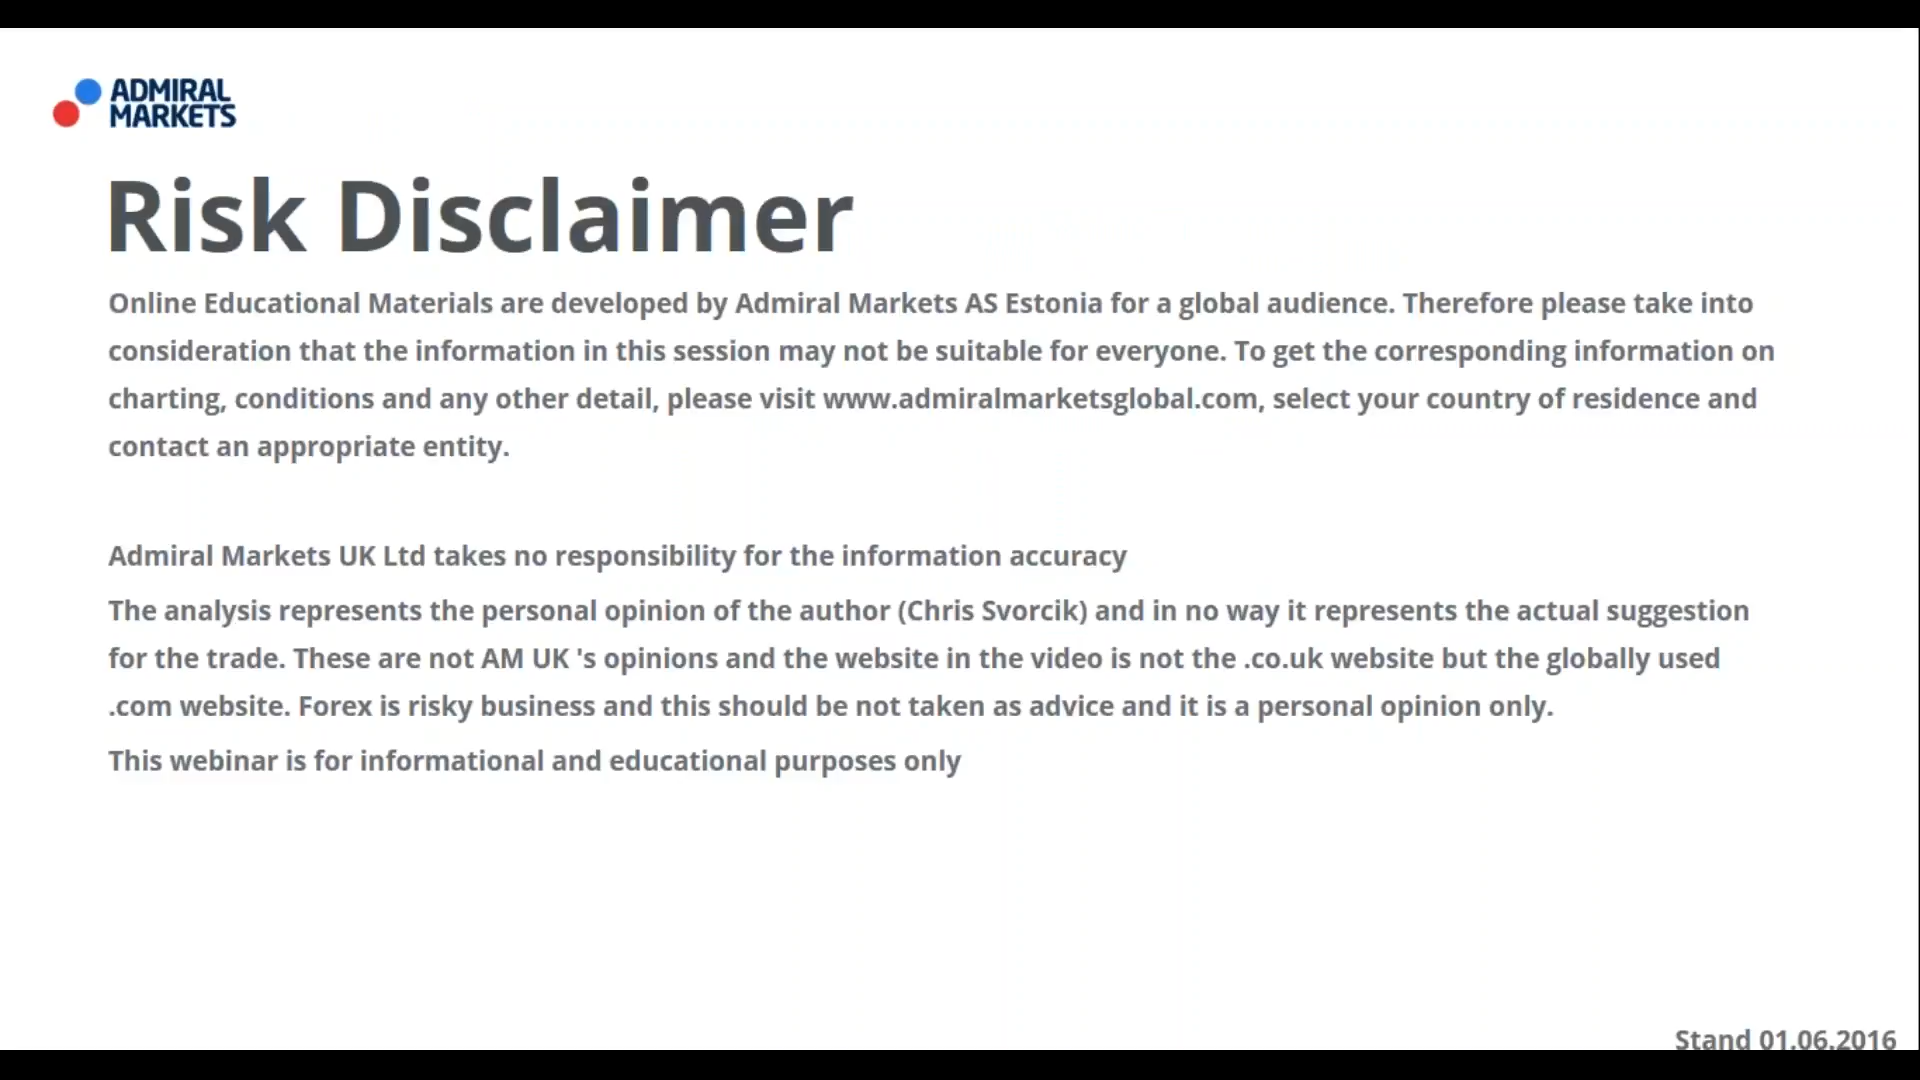 ADMIRAL
MARKETS
Risk Disclaimer
Online Educational Materials are developed by Admiral Markets AS Estonia for a global audience. Therefore please take into
consideration that the information in this session may not be suitable for everyone. To get the corresponding information on
charting, conditions and any other detail, please visit www.admiralmarketsglobal.com, select your country of residence and
contact an appropriate entity.
Admiral Markets UK Ltd takes no responsibility for the information accuracy
The analysis represents the personal opinion of the author (Chris Svorcik) and in no way it represents the actual suggestion
for the trade. These are not AM UK 's opinions and the website in the video is not the .co.uk website but the globally used
.com website. Forex is risky business and this should be not taken as advice and it is a personal opinion only.
This webinar is for informational and educational purposes only
Stand 01.06.2016